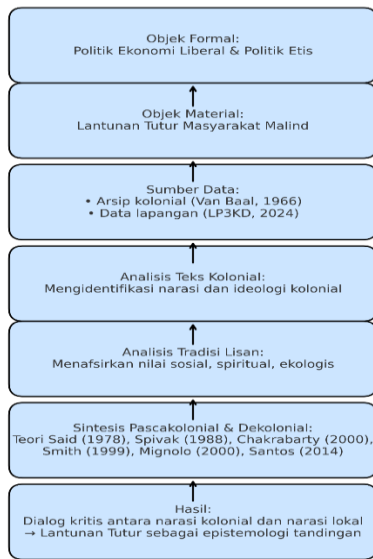 Objek Formal:
Politik Ekonomi Liberal & Politik Etis
Objek Material:
Lantunan Tutur Masyarakat Malind
Sumber Data:
• Arsip kolonial (Van Baal, 1966)
• Data lapangan (LP3KD, 2024)
Analisis Teks Kolonial:
Mengidentifikasi narasi dan ideologi kolonial
Analisis Tradisi Lisan:
Menafsirkan nilai sosial, spiritual, ekologis
Sintesis Pascakolonial & Dekolonial:
Teori Said (1978), Spivak (1988), Chakrabarty (2000),
Smith (1999), Mignolo (2000), Santos (2014)
Hasil:
Dialog kritis antara narasi kolonial dan narasi lokal
→ Lantunan Tutur sebagai epistemologi tandingan